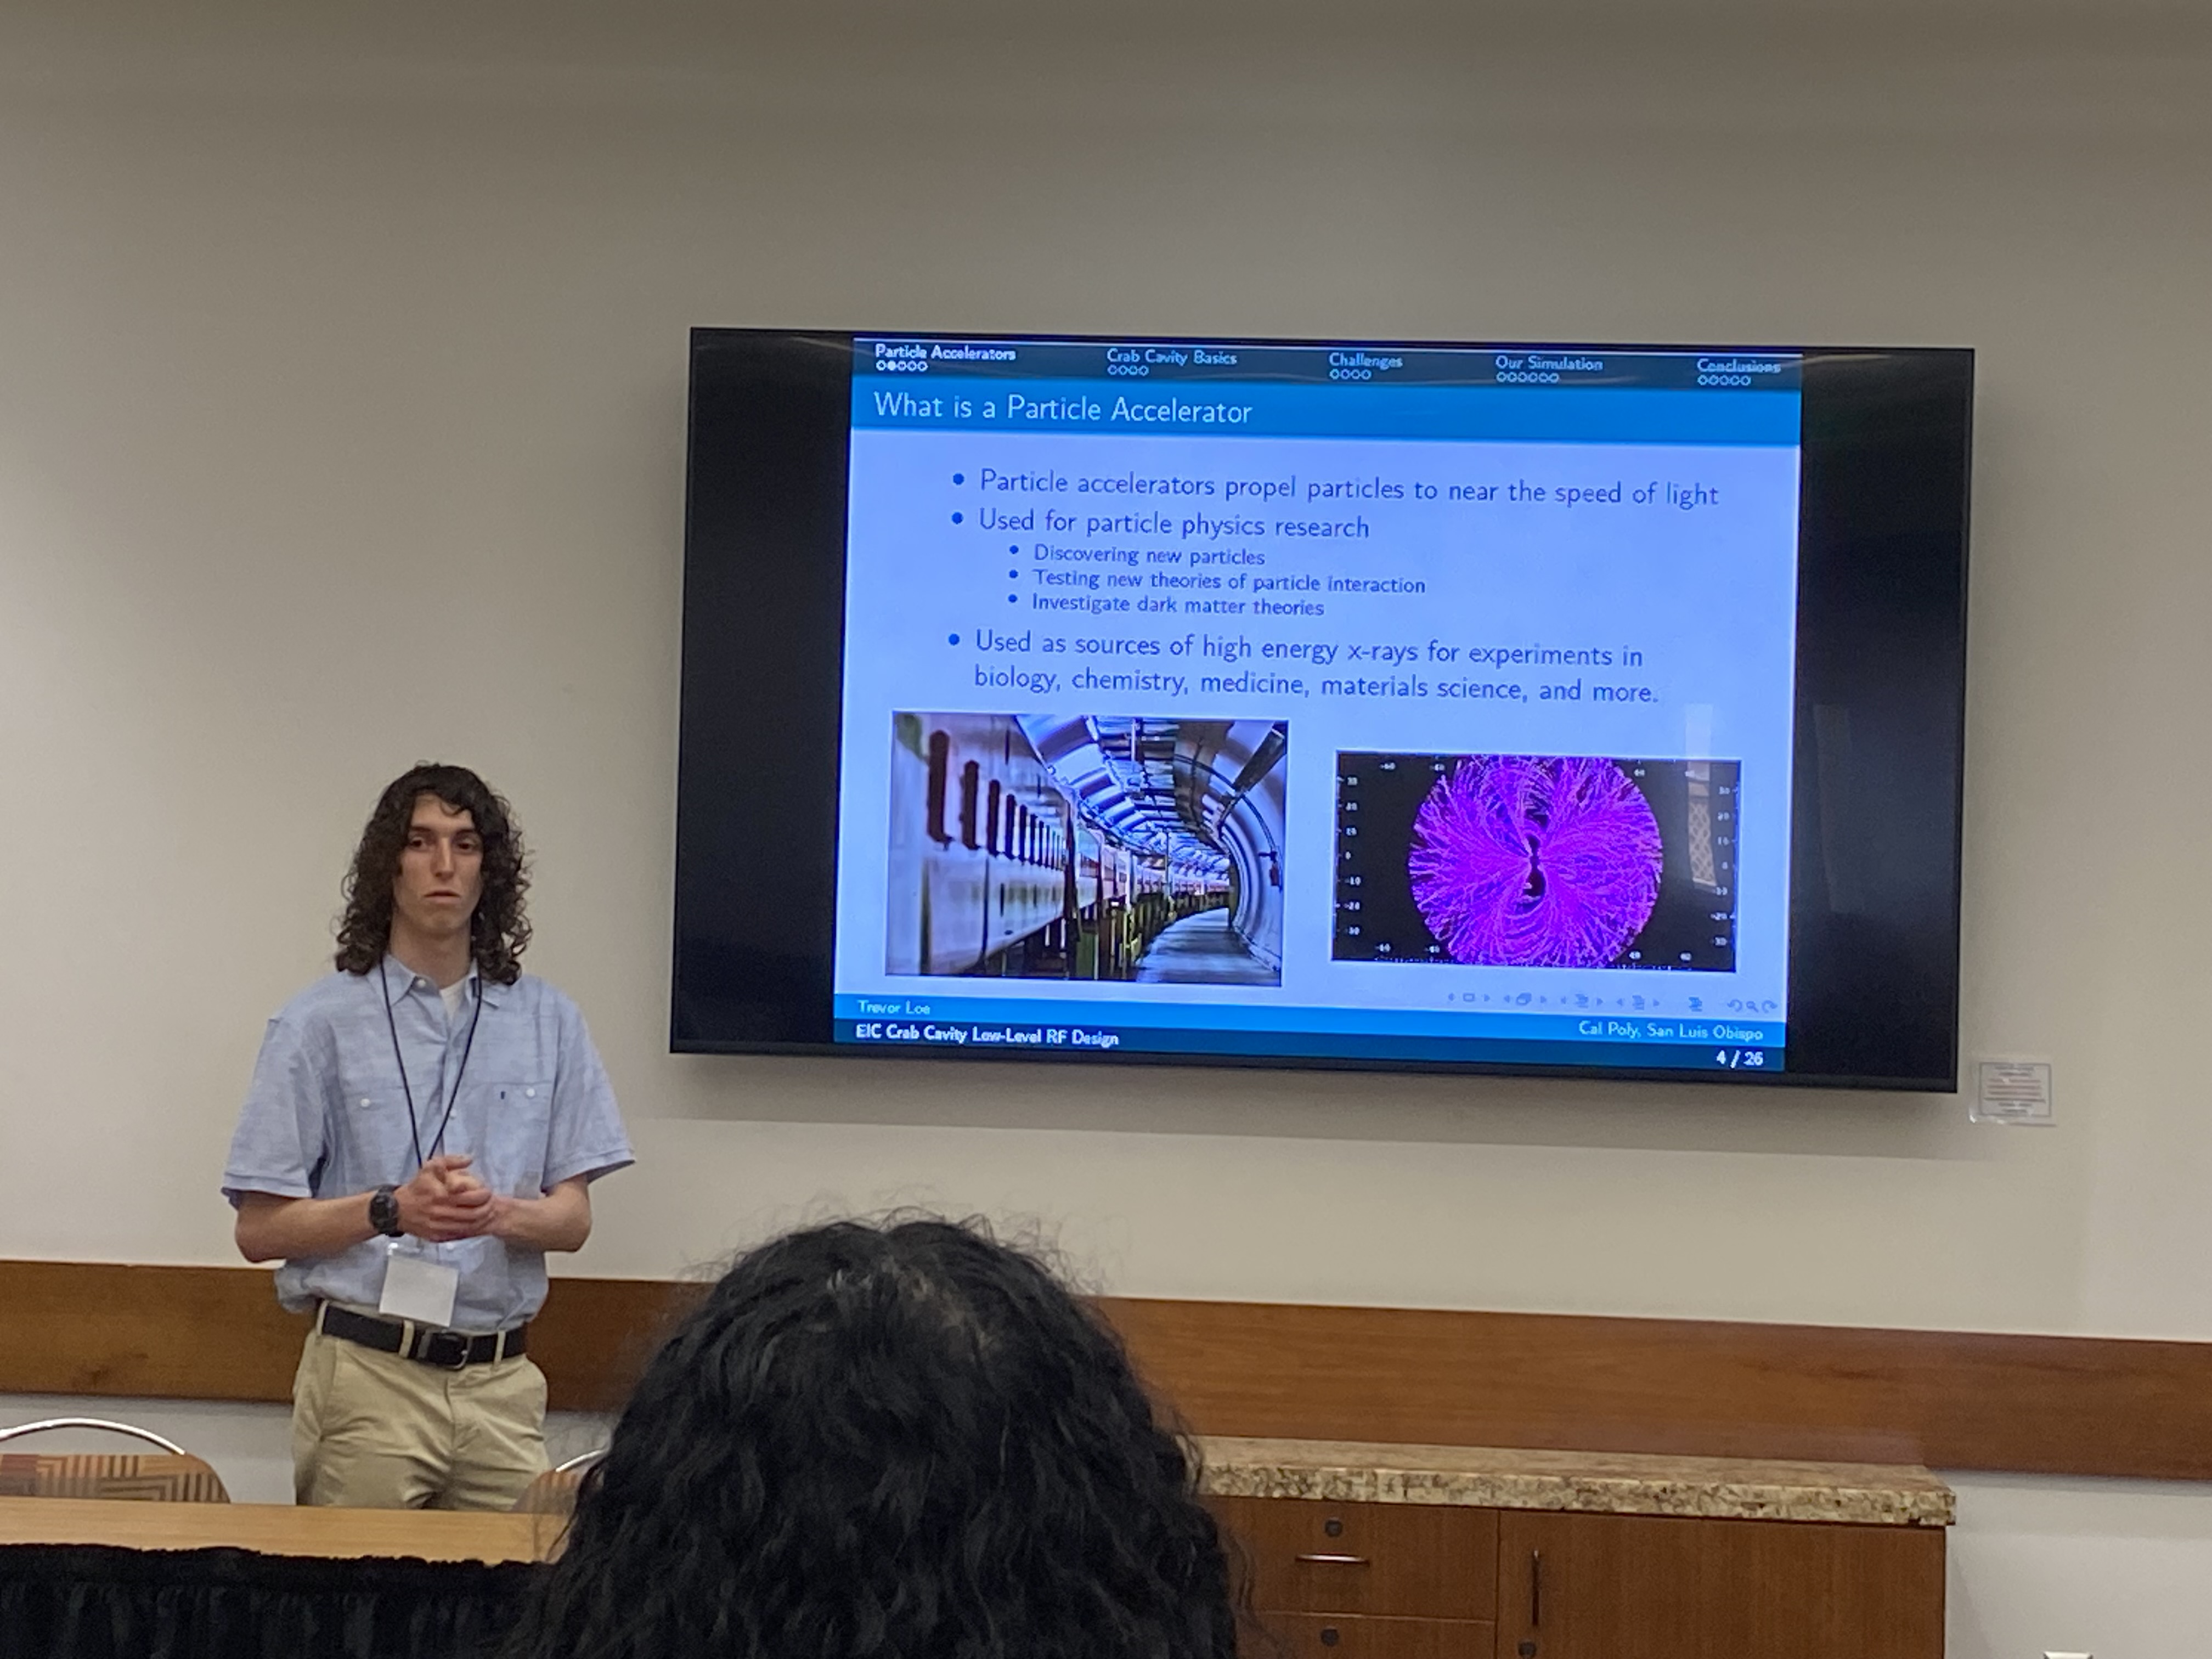 Particle Accelerators
Crab Cavity Basics
Challenges
Our Simulation
Conclusions
What is a Particle Accelerator
• Particle accelerators propel particles to near the speed of light
• Used for particle physics research
• Discovering new particles
• Testing new theories of particle interaction
• Investigate dark matter theories
• Used as sources of high energy x-rays for experiments in
biology, chemistry, medicine, materials science, and more.
Trevor Loe
Cal Poly, San Luis Obispo
EIC Crab Cavity Low-Level RF Design
4 / 26